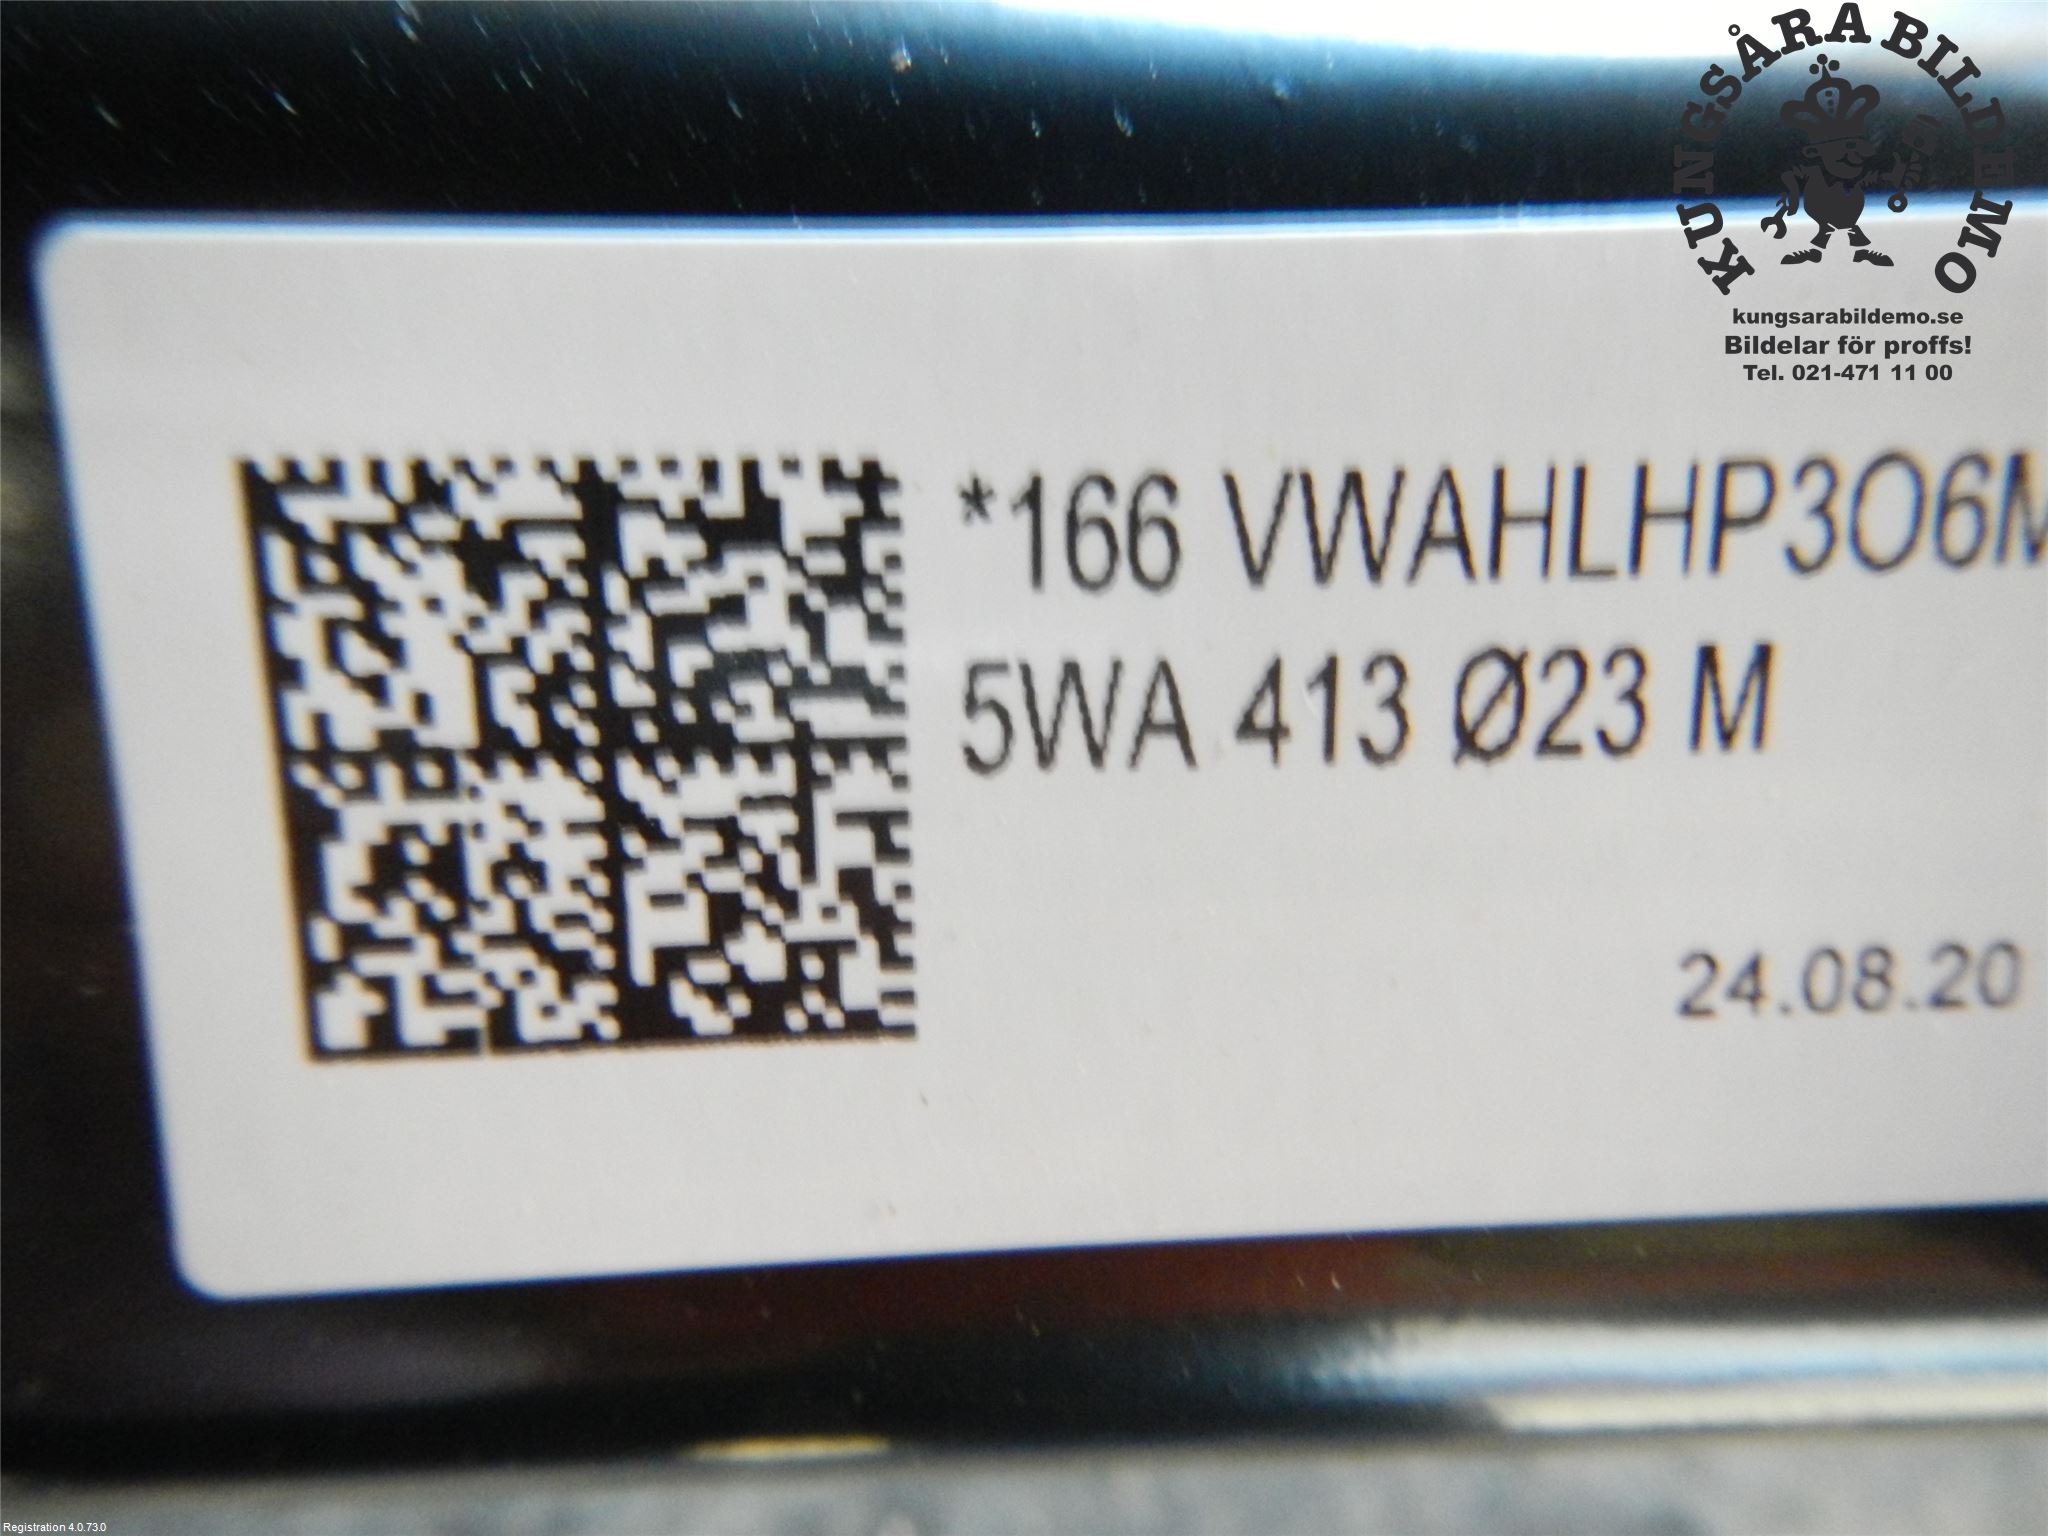 KUNGSÅRA BILDEMO
kungsarabildemo.se
Bildelar för proffs!
Tel. 021-471 11 00
*166 VWAHLHP3O6M
5WA 413 Ø23 M
24.08.20
Registration 4.0.73.0